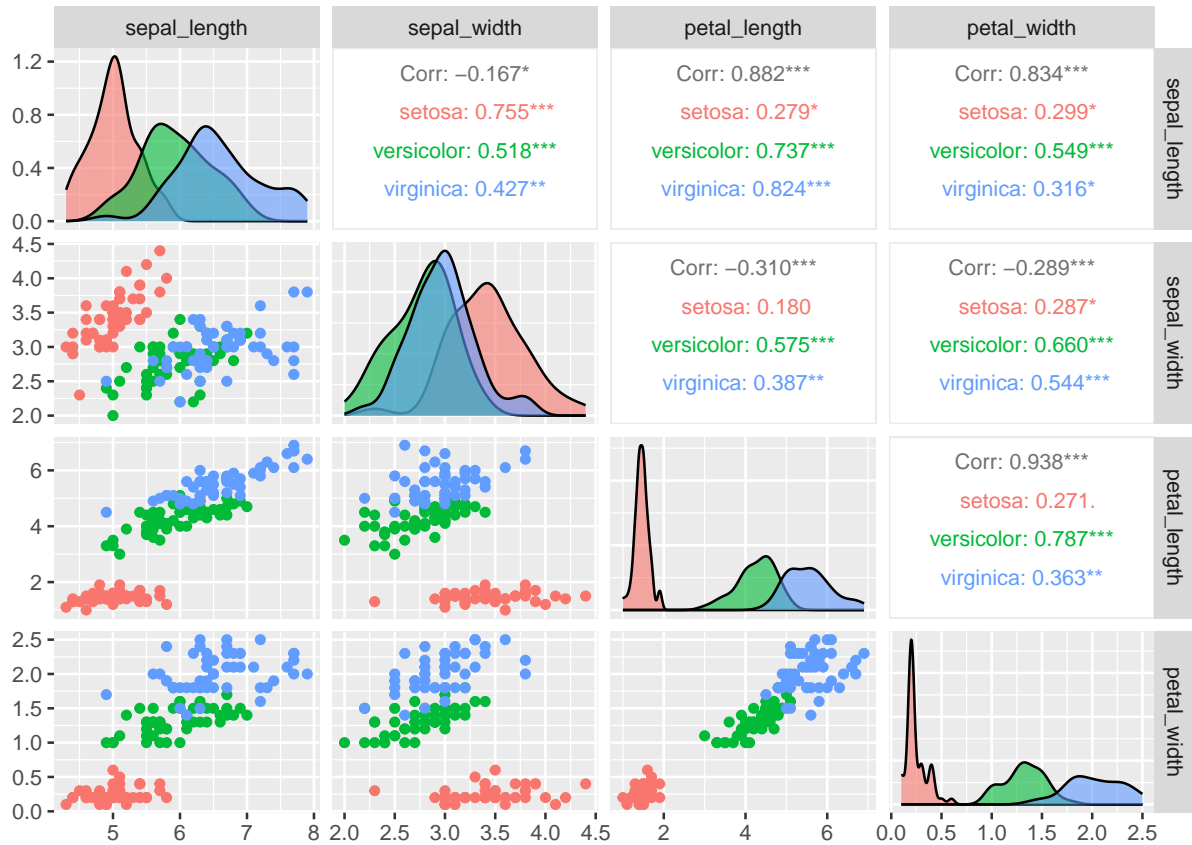 sepal_length
sepal_width
petal_length
petal_width
1.2
0.8
0.4
0.0
Corr: −0.167*
setosa: 0.755***
versicolor: 0.518***
virginica: 0.427**
Corr: 0.882***
setosa: 0.279*
versicolor: 0.737***
virginica: 0.824***
Corr: 0.834***
setosa: 0.299*
versicolor: 0.549***
virginica: 0.316*
sepal_length
4.5
4.0
3.5
3.0
2.5
2.0
Corr: −0.310***
setosa: 0.180
versicolor: 0.575***
virginica: 0.387**
Corr: −0.289***
setosa: 0.287*
versicolor: 0.660***
virginica: 0.544***
sepal_width
6
4
2
Corr: 0.938***
setosa: 0.271.
versicolor: 0.787***
virginica: 0.363**
petal_length
2.5
2.0
1.5
1.0
0.5
0.0
petal_width
5
6
7
8
2.0
2.5
3.0
3.5
4.0
4.5
2
4
6
0.0
0.5
1.0
1.5
2.0
2.5